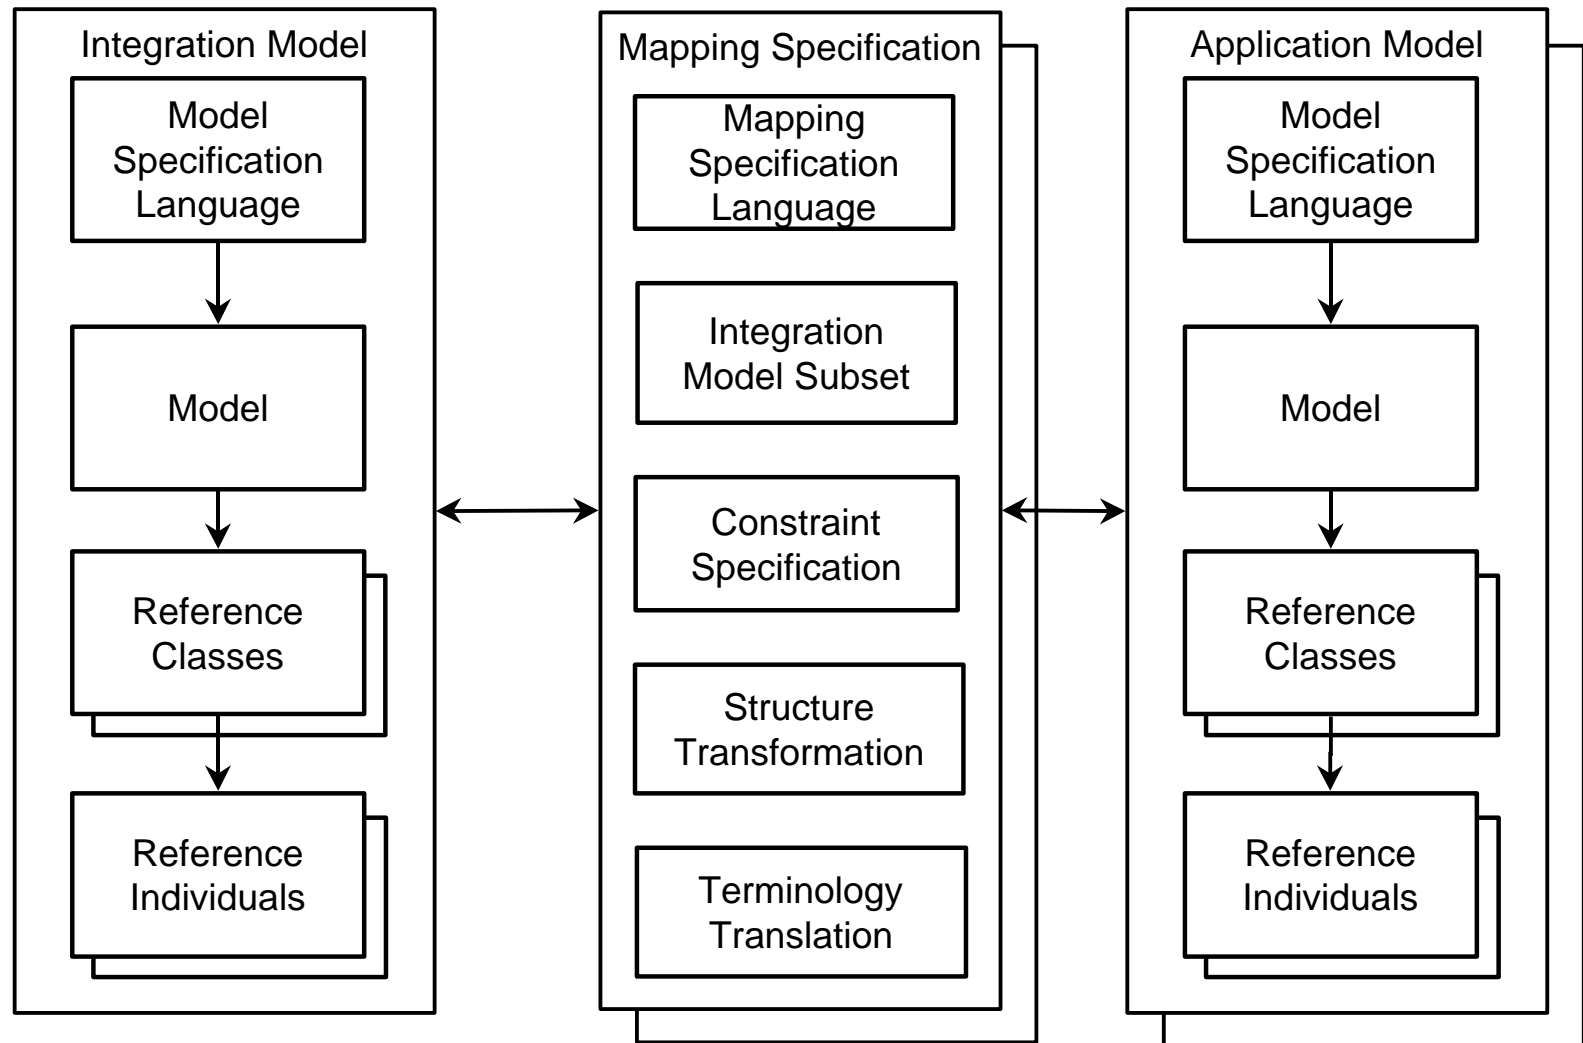 Integration Model
Model
Specification
Language
Model
Reference
Classes
Reference
Individuals
Mapping Specification
Mapping
Specification
Language
Integration
Model Subset
Constraint
Specification
Structure
Transformation
Terminology
Translation
Application Model
Model
Specification
Language
Model
Reference
Classes
Reference
Individuals